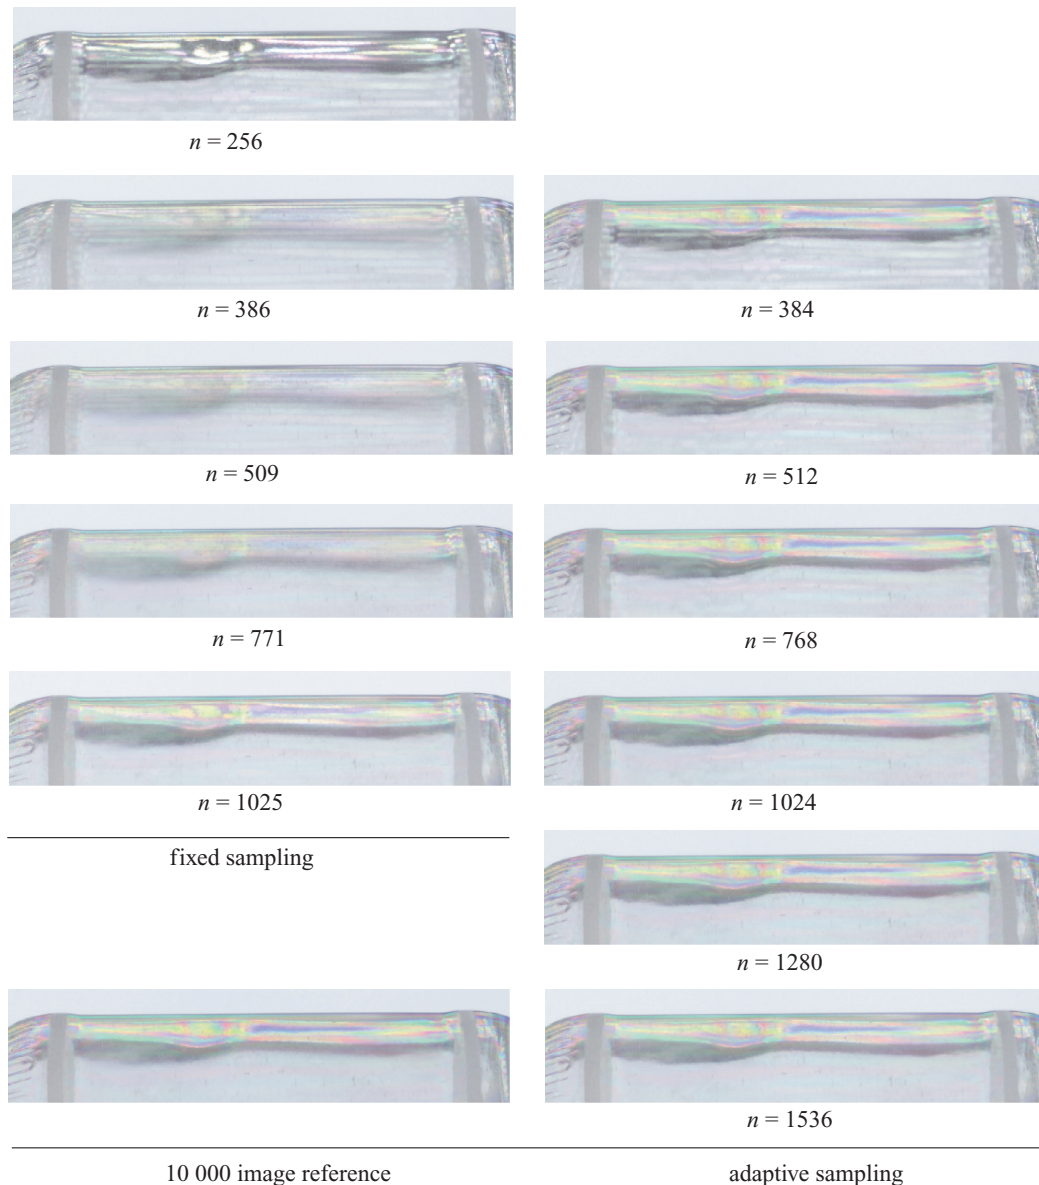 n = 256
n = 386
n = 384
n = 509
n = 512
n = 771
n = 768
n = 1025
n = 1024
fixed sampling
n = 1280
n = 1536
10 000 image reference
adaptive sampling